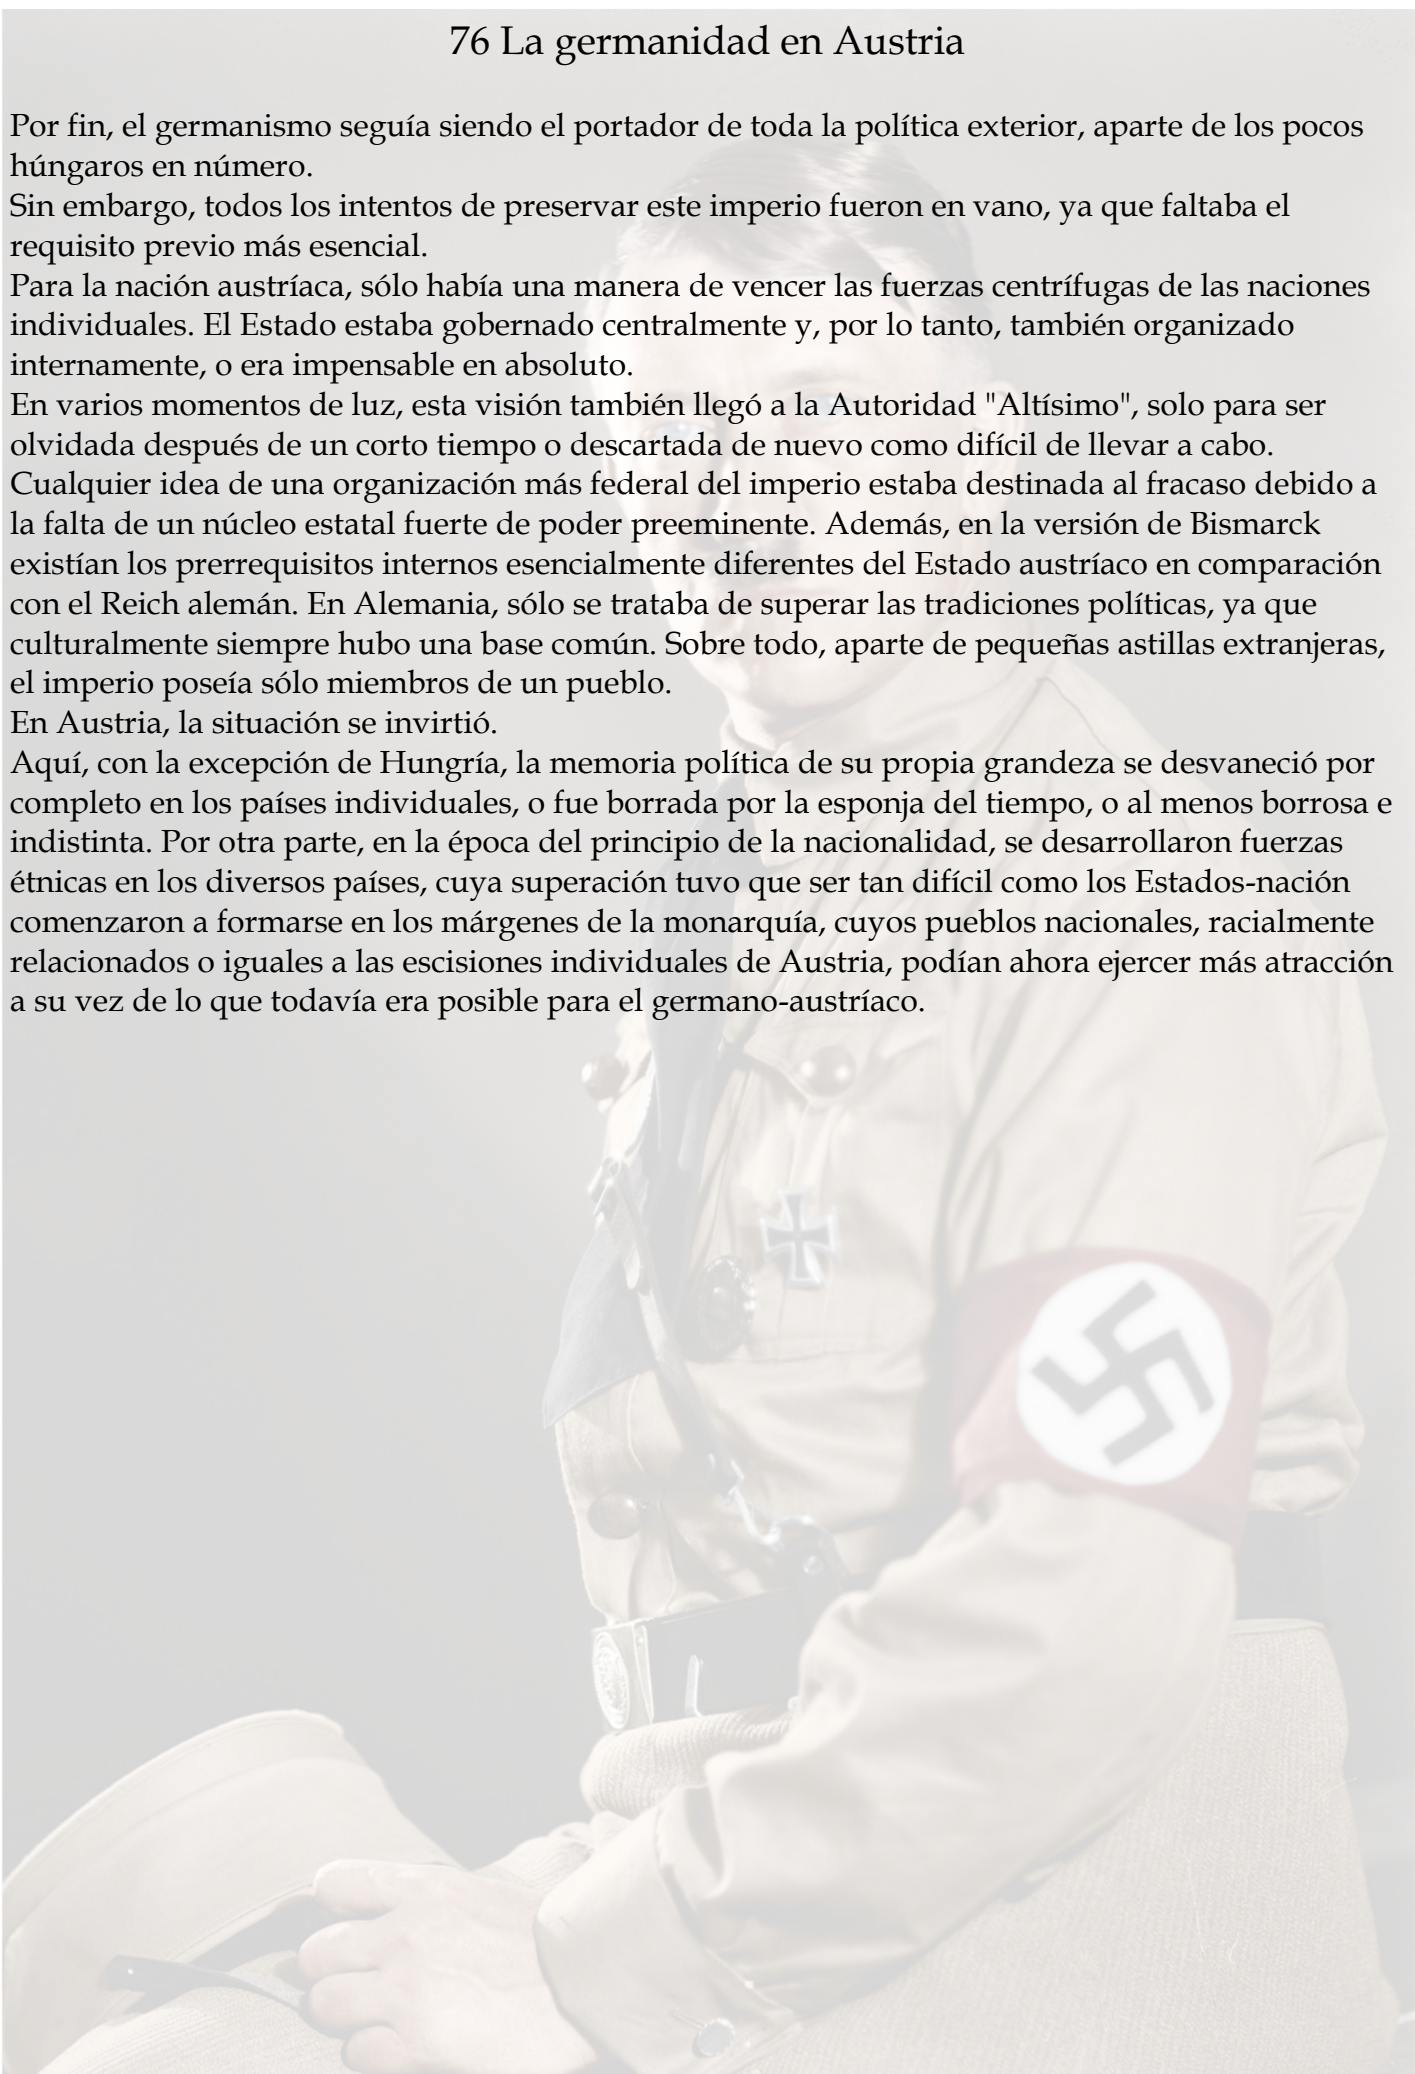 76 La germanidad en Austria
Por fin, el germanismo seguía siendo el portador de toda la política exterior, aparte de los pocos
húngaros en número.
Sin embargo, todos los intentos de preservar este imperio fueron en vano, ya que faltaba el
requisito previo más esencial.
Para la nación austríaca, sólo había una manera de vencer las fuerzas centrífugas de las naciones
individuales. El Estado estaba gobernado centralmente y, por lo tanto, también organizado
internamente, o era impensable en absoluto.
En varios momentos de luz, esta visión también llegó a la Autoridad "Altísimo", solo para ser
olvidada después de un corto tiempo o descartada de nuevo como difícil de llevar a cabo.
Cualquier idea de una organización más federal del imperio estaba destinada al fracaso debido a
la falta de un núcleo estatal fuerte de poder preeminente. Además, en la versión de Bismarck
existían los prerrequisitos internos esencialmente diferentes del Estado austríaco en comparación
con el Reich alemán. En Alemania, sólo se trataba de superar las tradiciones políticas, ya que
culturalmente siempre hubo una base común. Sobre todo, aparte de pequeñas astillas extranjeras,
el imperio poseía sólo miembros de un pueblo.
En Austria, la situación se invirtió.
Aquí, con la excepción de Hungría, la memoria política de su propia grandeza se desvaneció por
completo en los países individuales, o fue borrada por la esponja del tiempo, o al menos borrosa e
indistinta. Por otra parte, en la época del principio de la nacionalidad, se desarrollaron fuerzas
étnicas en los diversos países, cuya superación tuvo que ser tan difícil como los Estados-nación
comenzaron a formarse en los márgenes de la monarquía, cuyos pueblos nacionales, racialmente
relacionados o iguales a las escisiones individuales de Austria, podían ahora ejercer más atracción
a su vez de lo que todavía era posible para el germano-austríaco.